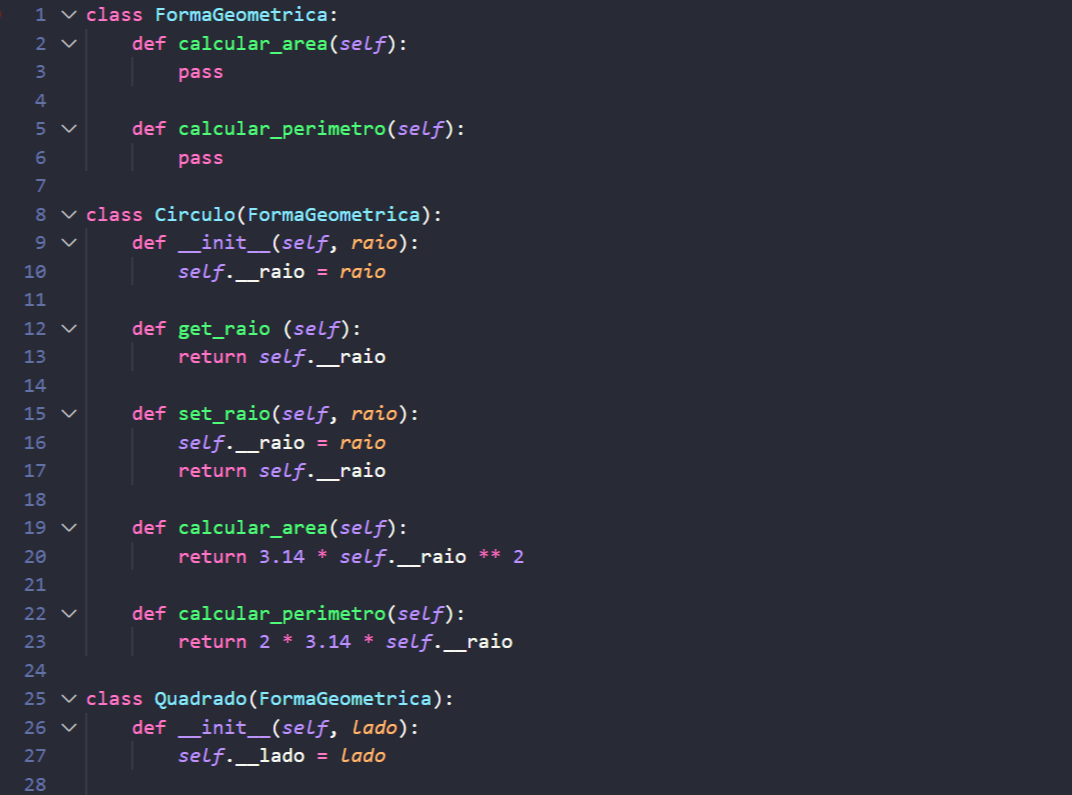 1 class FormaGeometrica:
2     def calcular_area(self):
3         pass
4
5     def calcular_perimetro(self):
6         pass
7
8 class Circulo(FormaGeometrica):
9     def __init__(self, raio):
10         self.__raio = raio
11
12     def get_raio (self):
13         return self.__raio
14
15     def set_raio(self, raio):
16         self.__raio = raio
17         return self.__raio
18
19     def calcular_area(self):
20         return 3.14 * self.__raio ** 2
21
22     def calcular_perimetro(self):
23         return 2 * 3.14 * self.__raio
24
25 class Quadrado(FormaGeometrica):
26     def __init__(self, lado):
27         self.__lado = lado
28